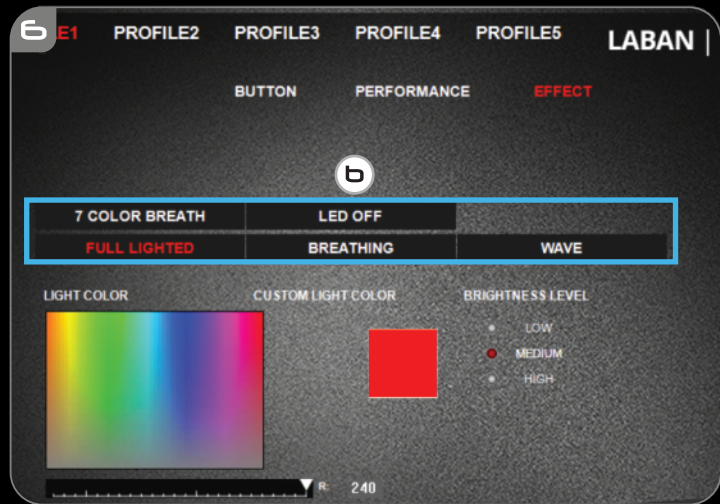 6 E1 PROFILE2 PROFILE3 PROFILE4 PROFILE5 LABAN |
BUTTON PERFORMANCE EFFECT
b
7 COLOR BREATH LED OFF
FULL LIGHTED BREATHING WAVE
LIGHT COLOR CUSTOM LIGHT COLOR BRIGHTNESS LEVEL
LOW
MEDIUM
HIGH
R: 240